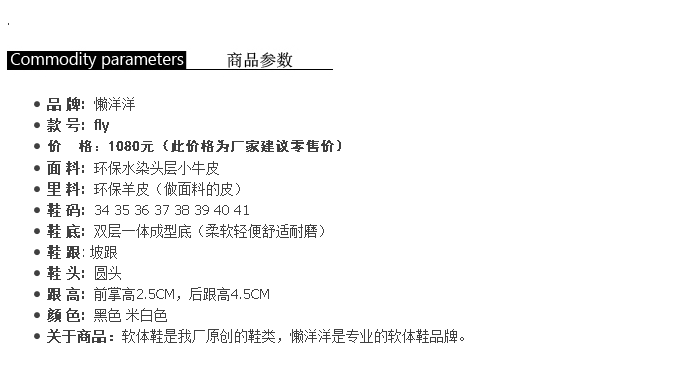 Commodity parameters 商品参数
品 牌: 懒洋洋
款 号: fly
价 格: 1080元（此价格为厂家建议零售价）
面 料: 环保水染头层小牛皮
里 料: 环保羊皮（做面料的皮）
鞋 码: 34 35 36 37 38 39 40 41
鞋 底: 双层一体成型底（柔软轻便舒适耐磨）
鞋 跟: 坡跟
鞋 头: 圆头
跟 高: 前掌高2.5CM，后跟高4.5CM
颜 色: 黑色 米白色
关于商品: 软体鞋是我厂原创的鞋类，懒洋洋是专业的软体鞋品牌。